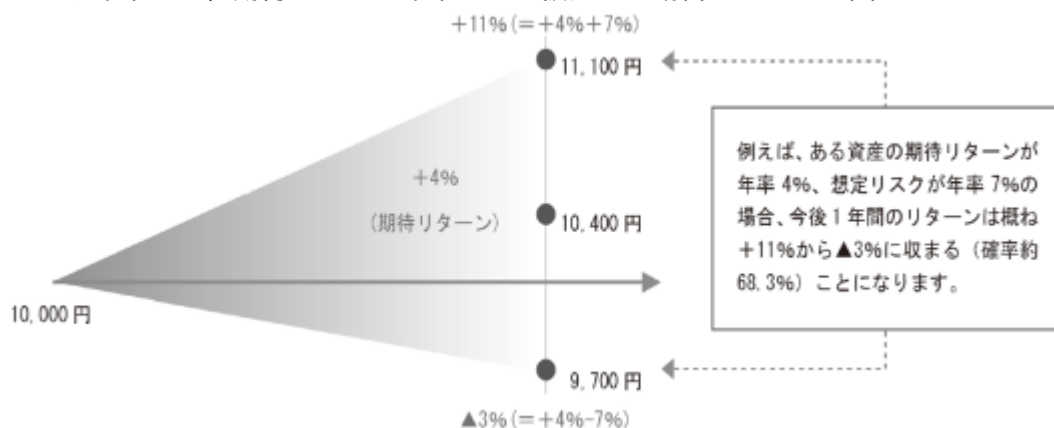 +11%(=+4%+7%)
11,100円
+4%
(期待リターン)
10,400円
10,000円
9,700円
▲3%(=+4%-7%)
例えば、ある資産の期待リターンが
年率 4%、想定リスクが年率 7%の
場合、今後 1 年間のリターンは概ね
+11%から▲3%に収まる（確率約
68.3%）ことになります。